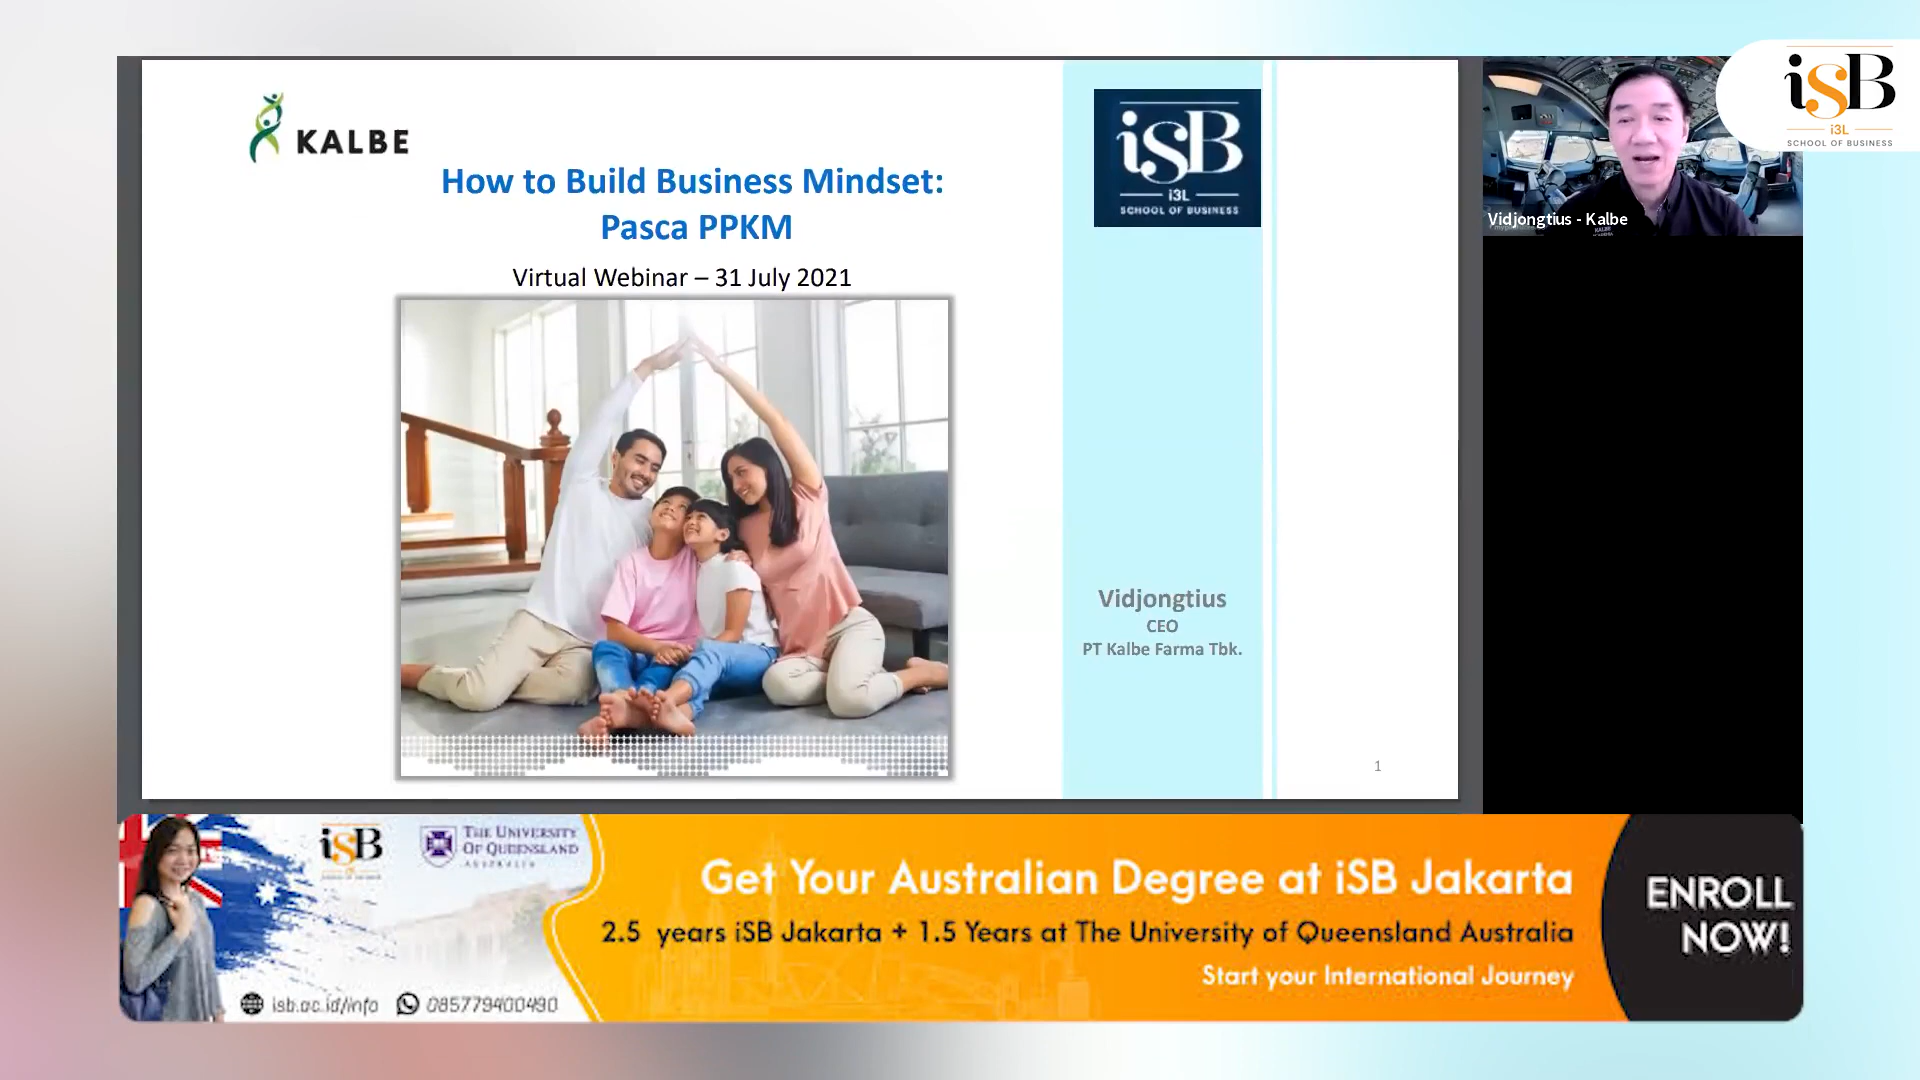 KALBE
How to Build Business Mindset:
Pasca PPKM
Virtual Webinar – 31 July 2021
iSB
i3L
SCHOOL OF BUSINESS
Vidjongtius
CEO
PT Kalbe Farma Tbk.
1
Vidjongtius - Kalbe
iSB
i3L
SCHOOL OF BUSINESS
iSB
THE UNIVERSITY
OF QUEENSLAND
AUSTRALIA
isb.ac.id/info
085779400490
Get Your Australian Degree at iSB Jakarta
2.5 years iSB Jakarta + 1.5 Years at The University of Queensland Australia
Start your International Journey
ENROLL
NOW!